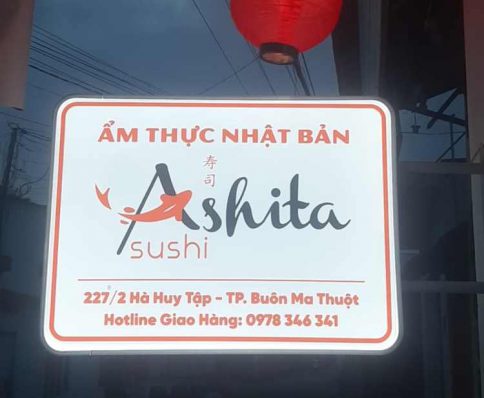 ẨM THỰC NHẬT BẢN
寿司
Ashita
sushi
227/2 Hà Huy Tập - TP. Buôn Ma Thuột
Hotline Giao Hàng: 0978 346 341